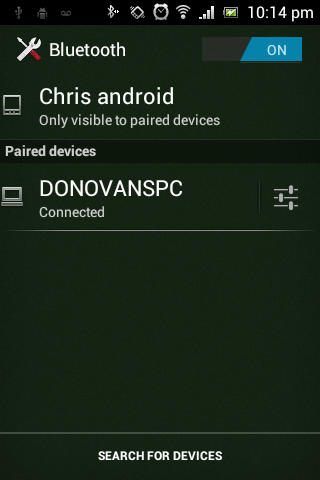 10:14 pm
Bluetooth
ON
Chris android
Only visible to paired devices
Paired devices
DONOVANSPC
Connected
SEARCH FOR DEVICES